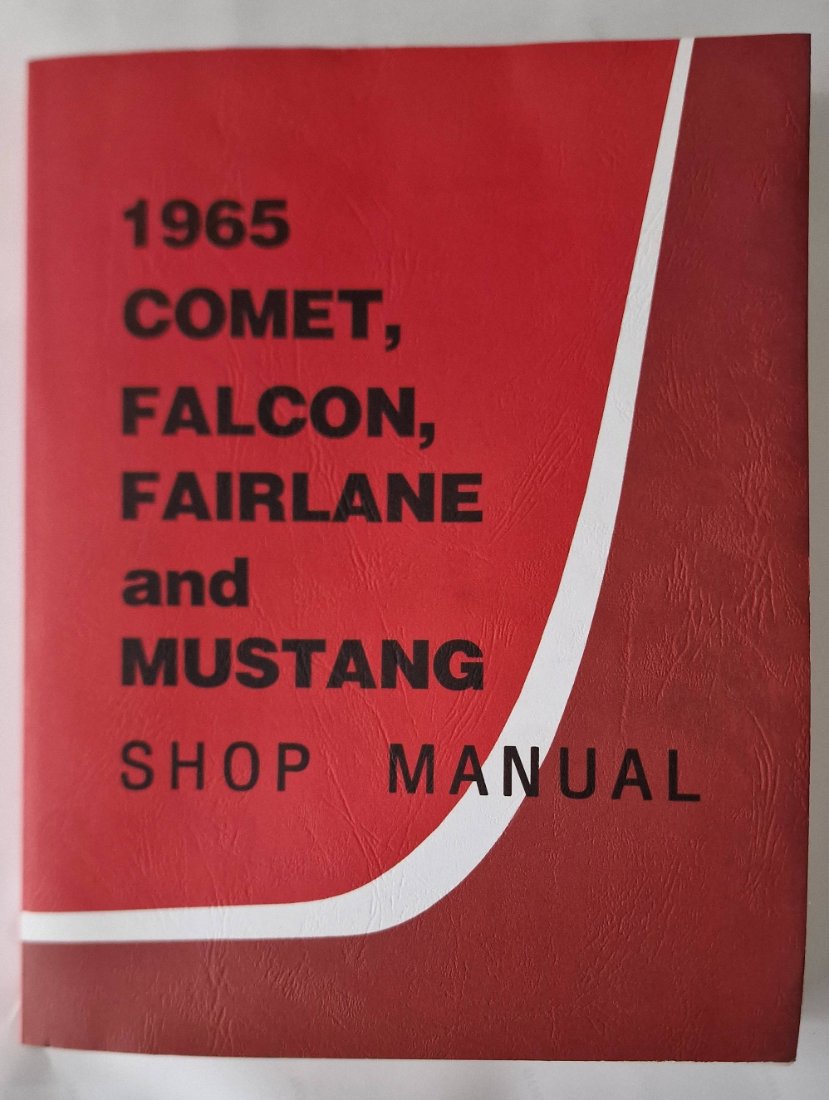 1965
COMET,
FALCON,
FAIRLANE
and
MUSTANG
SHOP MANUAL